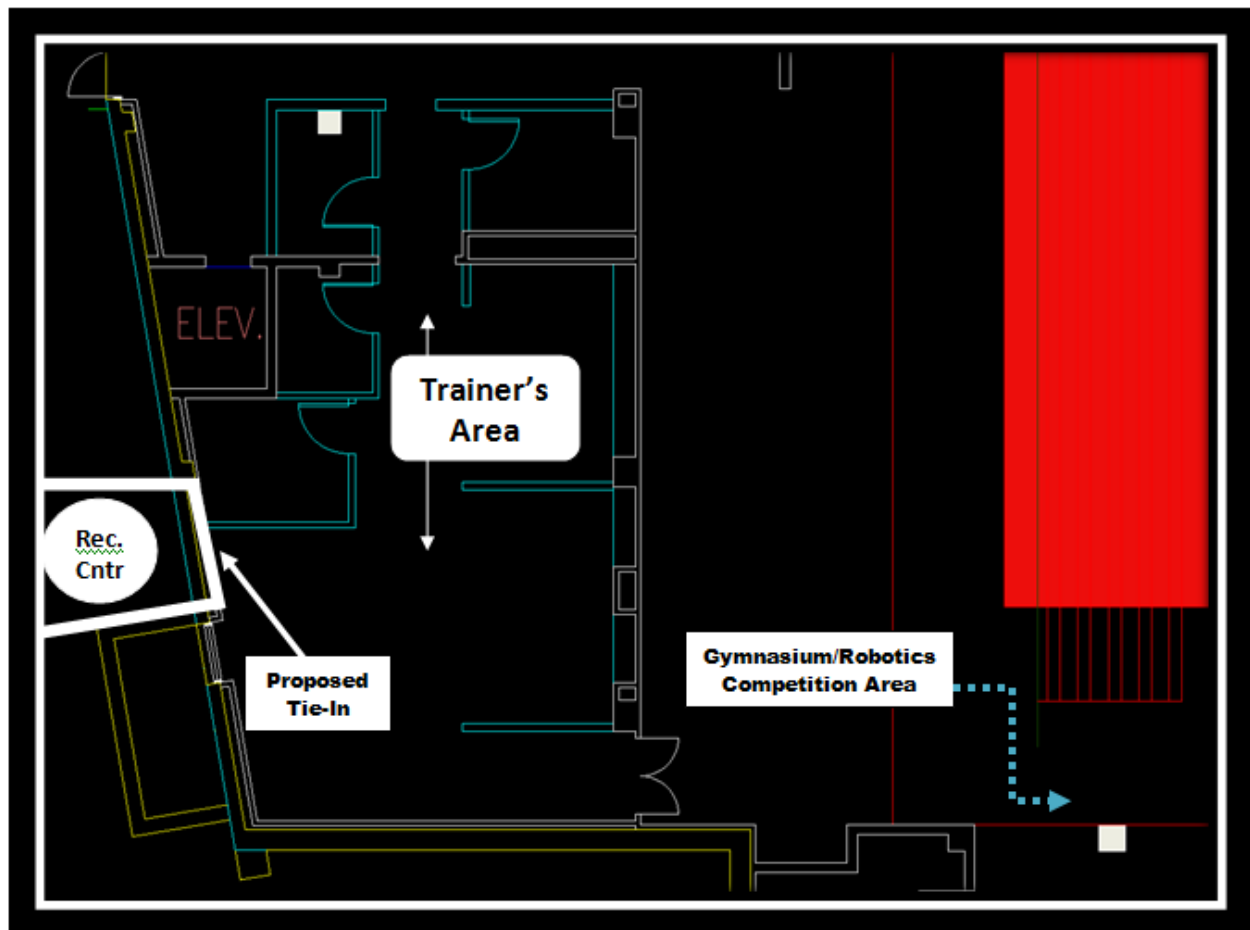 ELEV.
Trainer's
Area
Rec.
Cntr
Proposed
Tie-In
Gymnasium/Robotics
Competition Area